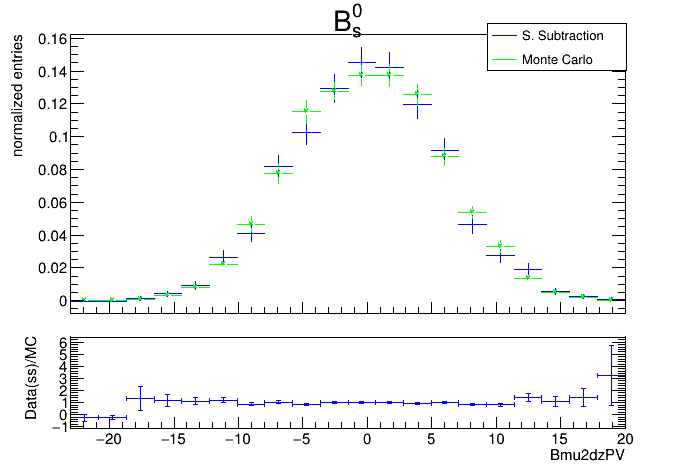 B_s^0
S. Subtraction
Monte Carlo
normalized entries
0.16
0.14
0.12
0.1
0.08
0.06
0.04
0.02
0
Data(ss)/MC
6
5
4
3
2
1
0
−1
−20 −15 −10 −5 0 5 10 15 20
Bmu2dzPV